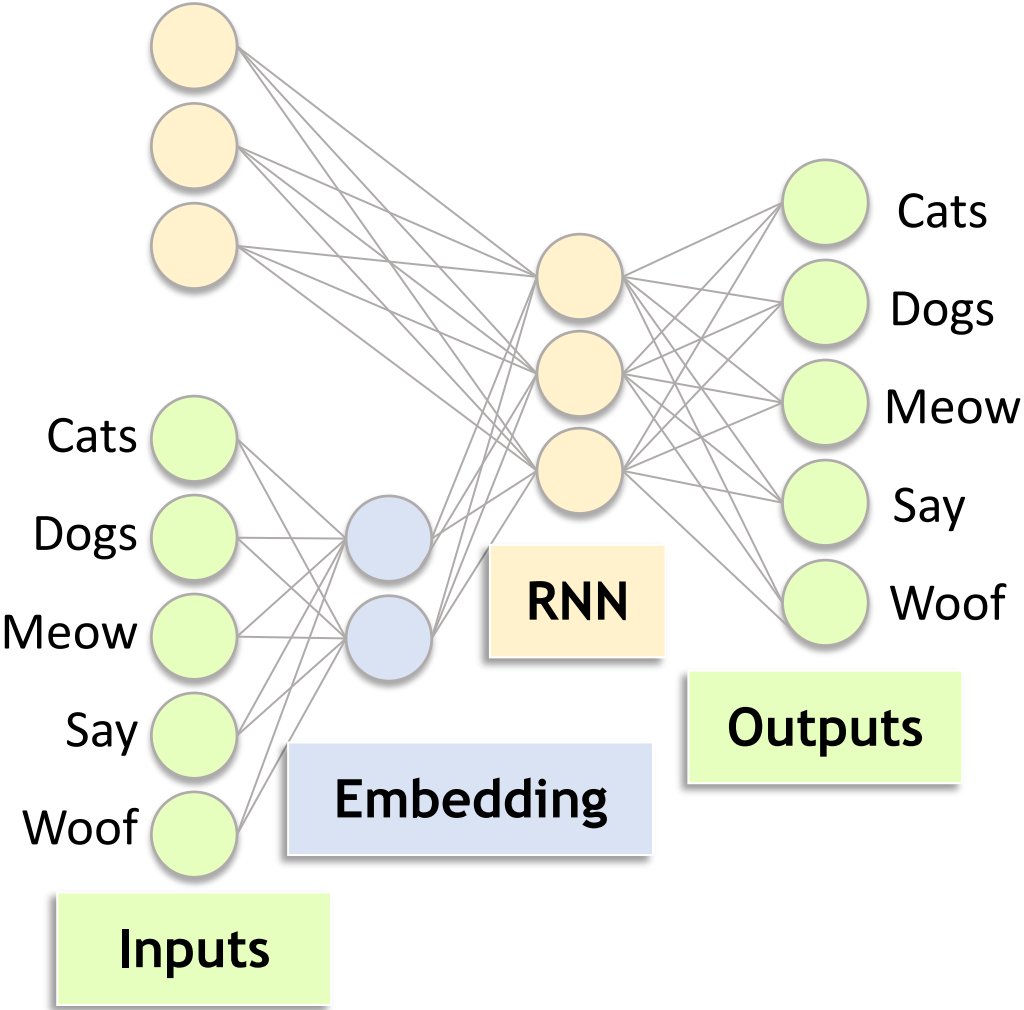 Cats
Dogs
Meow
Say
Woof
Inputs
Embedding
RNN
Cats
Dogs
Meow
Say
Woof
Outputs